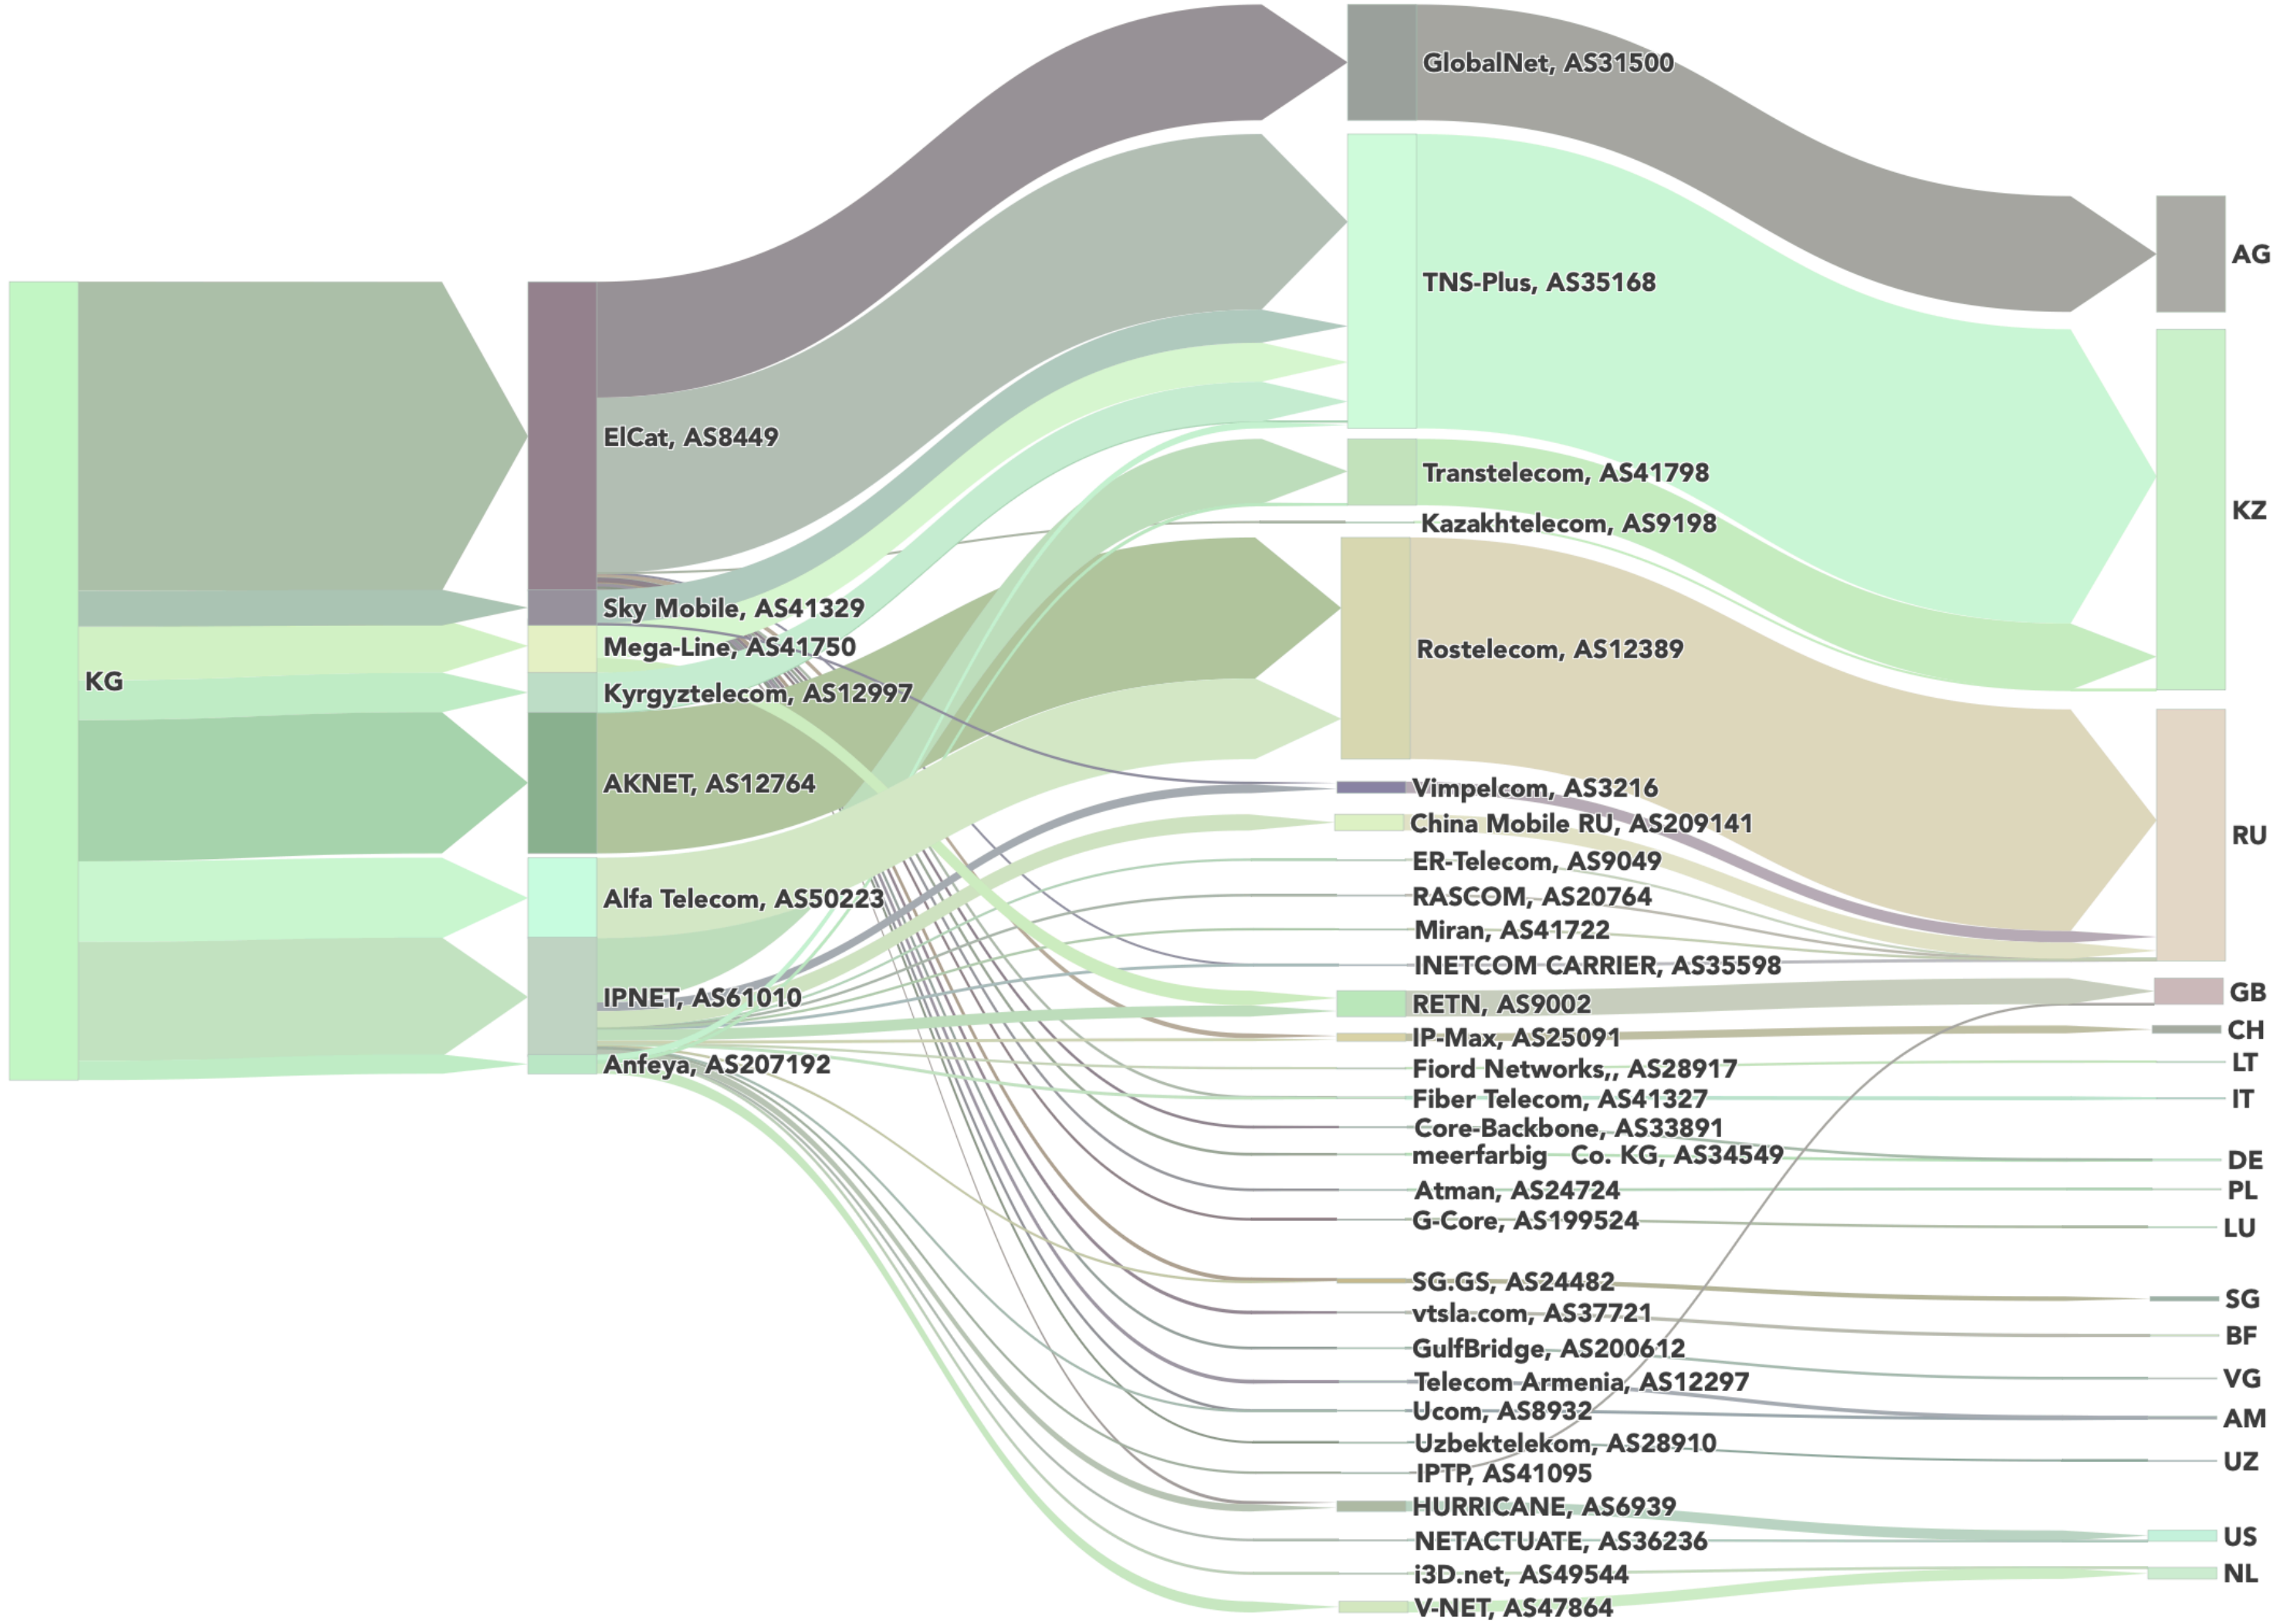 KG
ElCat, AS8449
Sky Mobile, AS41329
Mega-Line, AS41750
Kyrgyztelecom, AS12997
AKNET, AS12764
Alfa Telecom, AS50223
IPNET, AS61010
Anfeya, AS207192
GlobalNet, AS31500
TNS-Plus, AS35168
Transtelecom, AS41798
Kazakhtelecom, AS9198
Rostelecom, AS12389
Vimpelcom, AS3216
China Mobile RU, AS209141
ER-Telecom, AS9049
RASCOM, AS20764
Miran, AS41722
INETCOM CARRIER, AS35598
RETN, AS9002
IP-Max, AS25091
Fiord Networks,, AS28917
Fiber Telecom, AS41327
Core-Backbone, AS33891
meerfarbig Co. KG, AS34549
Atman, AS24724
G-Core, AS199524
SG.GS, AS24482
vtsla.com, AS37721
GulfBridge, AS200612
Telecom Armenia, AS12297
Ucom, AS8932
Uzbektelekom, AS28910
IPTP, AS41095
HURRICANE, AS6939
NETACTUATE, AS36236
i3D.net, AS49544
V-NET, AS47864
AG
KZ
RU
GB
CH
LT
IT
DE
PL
LU
SG
BF
VG
AM
UZ
US
NL